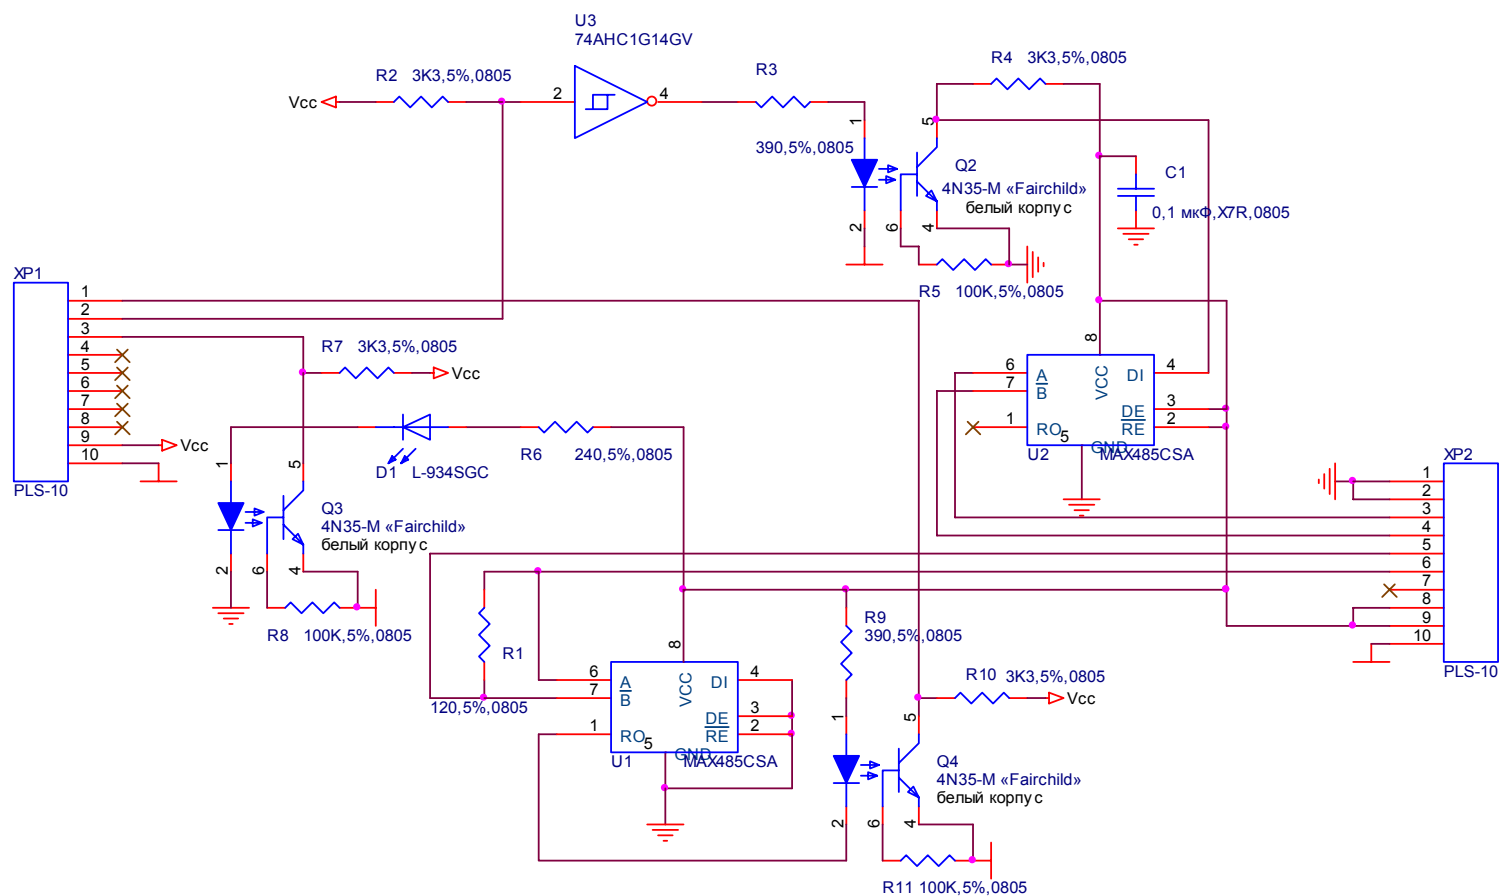 U3
74AHC1G14GV
R2 3K3,5%,0805
Vcc
2
4
R3
390,5%,0805
1
2
R4 3K3,5%,0805
5
Q2
4N35-M «Fairchild»
белый корпус
6
4
C1
0,1 мкФ,X7R,0805
R5 100K,5%,0805
XP1
1
2
3
4
5
6
7
8
9
10
PLS-10
Vcc
R7 3K3,5%,0805
Vcc
D1 L-934SGC
R6 240,5%,0805
1
5
Q3
4N35-M «Fairchild»
белый корпус
2
6
4
R8 100K,5%,0805
8
6 A VCC DI 4
7 B
DE 3
1 RO RE 2
5 GND
U2 MAX485CSA
XP2
1
2
3
4
5
6
7
8
9
10
PLS-10
R1
120,5%,0805
8
6 A VCC DI 4
7 B
DE 3
1 RO RE 2
5 GND
U1 MAX485CSA
R9
390,5%,0805
R10 3K3,5%,0805
Vcc
1
5
Q4
4N35-M «Fairchild»
белый корпус
2
6
4
R11 100K,5%,0805